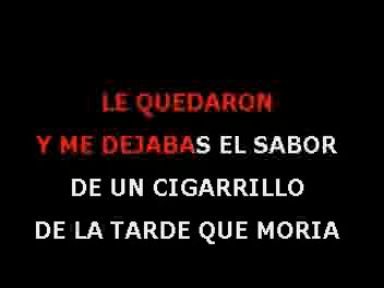 LE QUEDARON
Y ME DEJABAS EL SABOR
DE UN CIGARRILLO
DE LA TARDE QUE MORIA